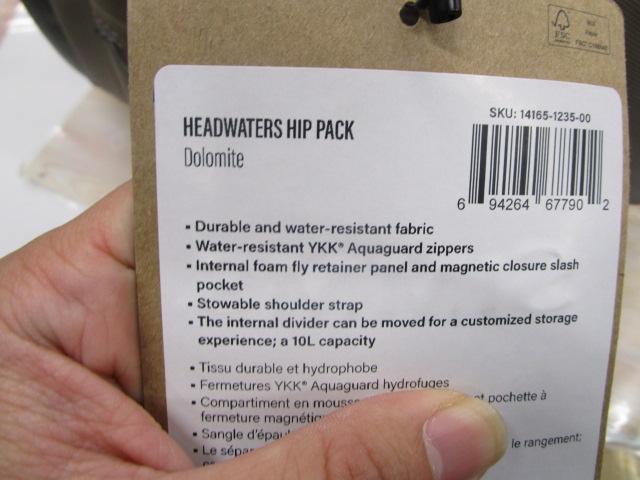 FSC
HEADWATERS HIP PACK
Dolomite
SKU: 14165-1235-00
6 94264 67790 2
• Durable and water-resistant fabric
• Water-resistant YKK® Aquaguard zippers
• Internal foam fly retainer panel and magnetic closure slash
pocket
• Stowable shoulder strap
• The internal divider can be moved for a customized storage
experience; a 10L capacity
• Tissu durable et hydrophobe
• Fermetures YKK® Aquaguard hydrofuges
• Compartiment en mousse pochette à
fermeture
• Sangle
• Le le rangement;